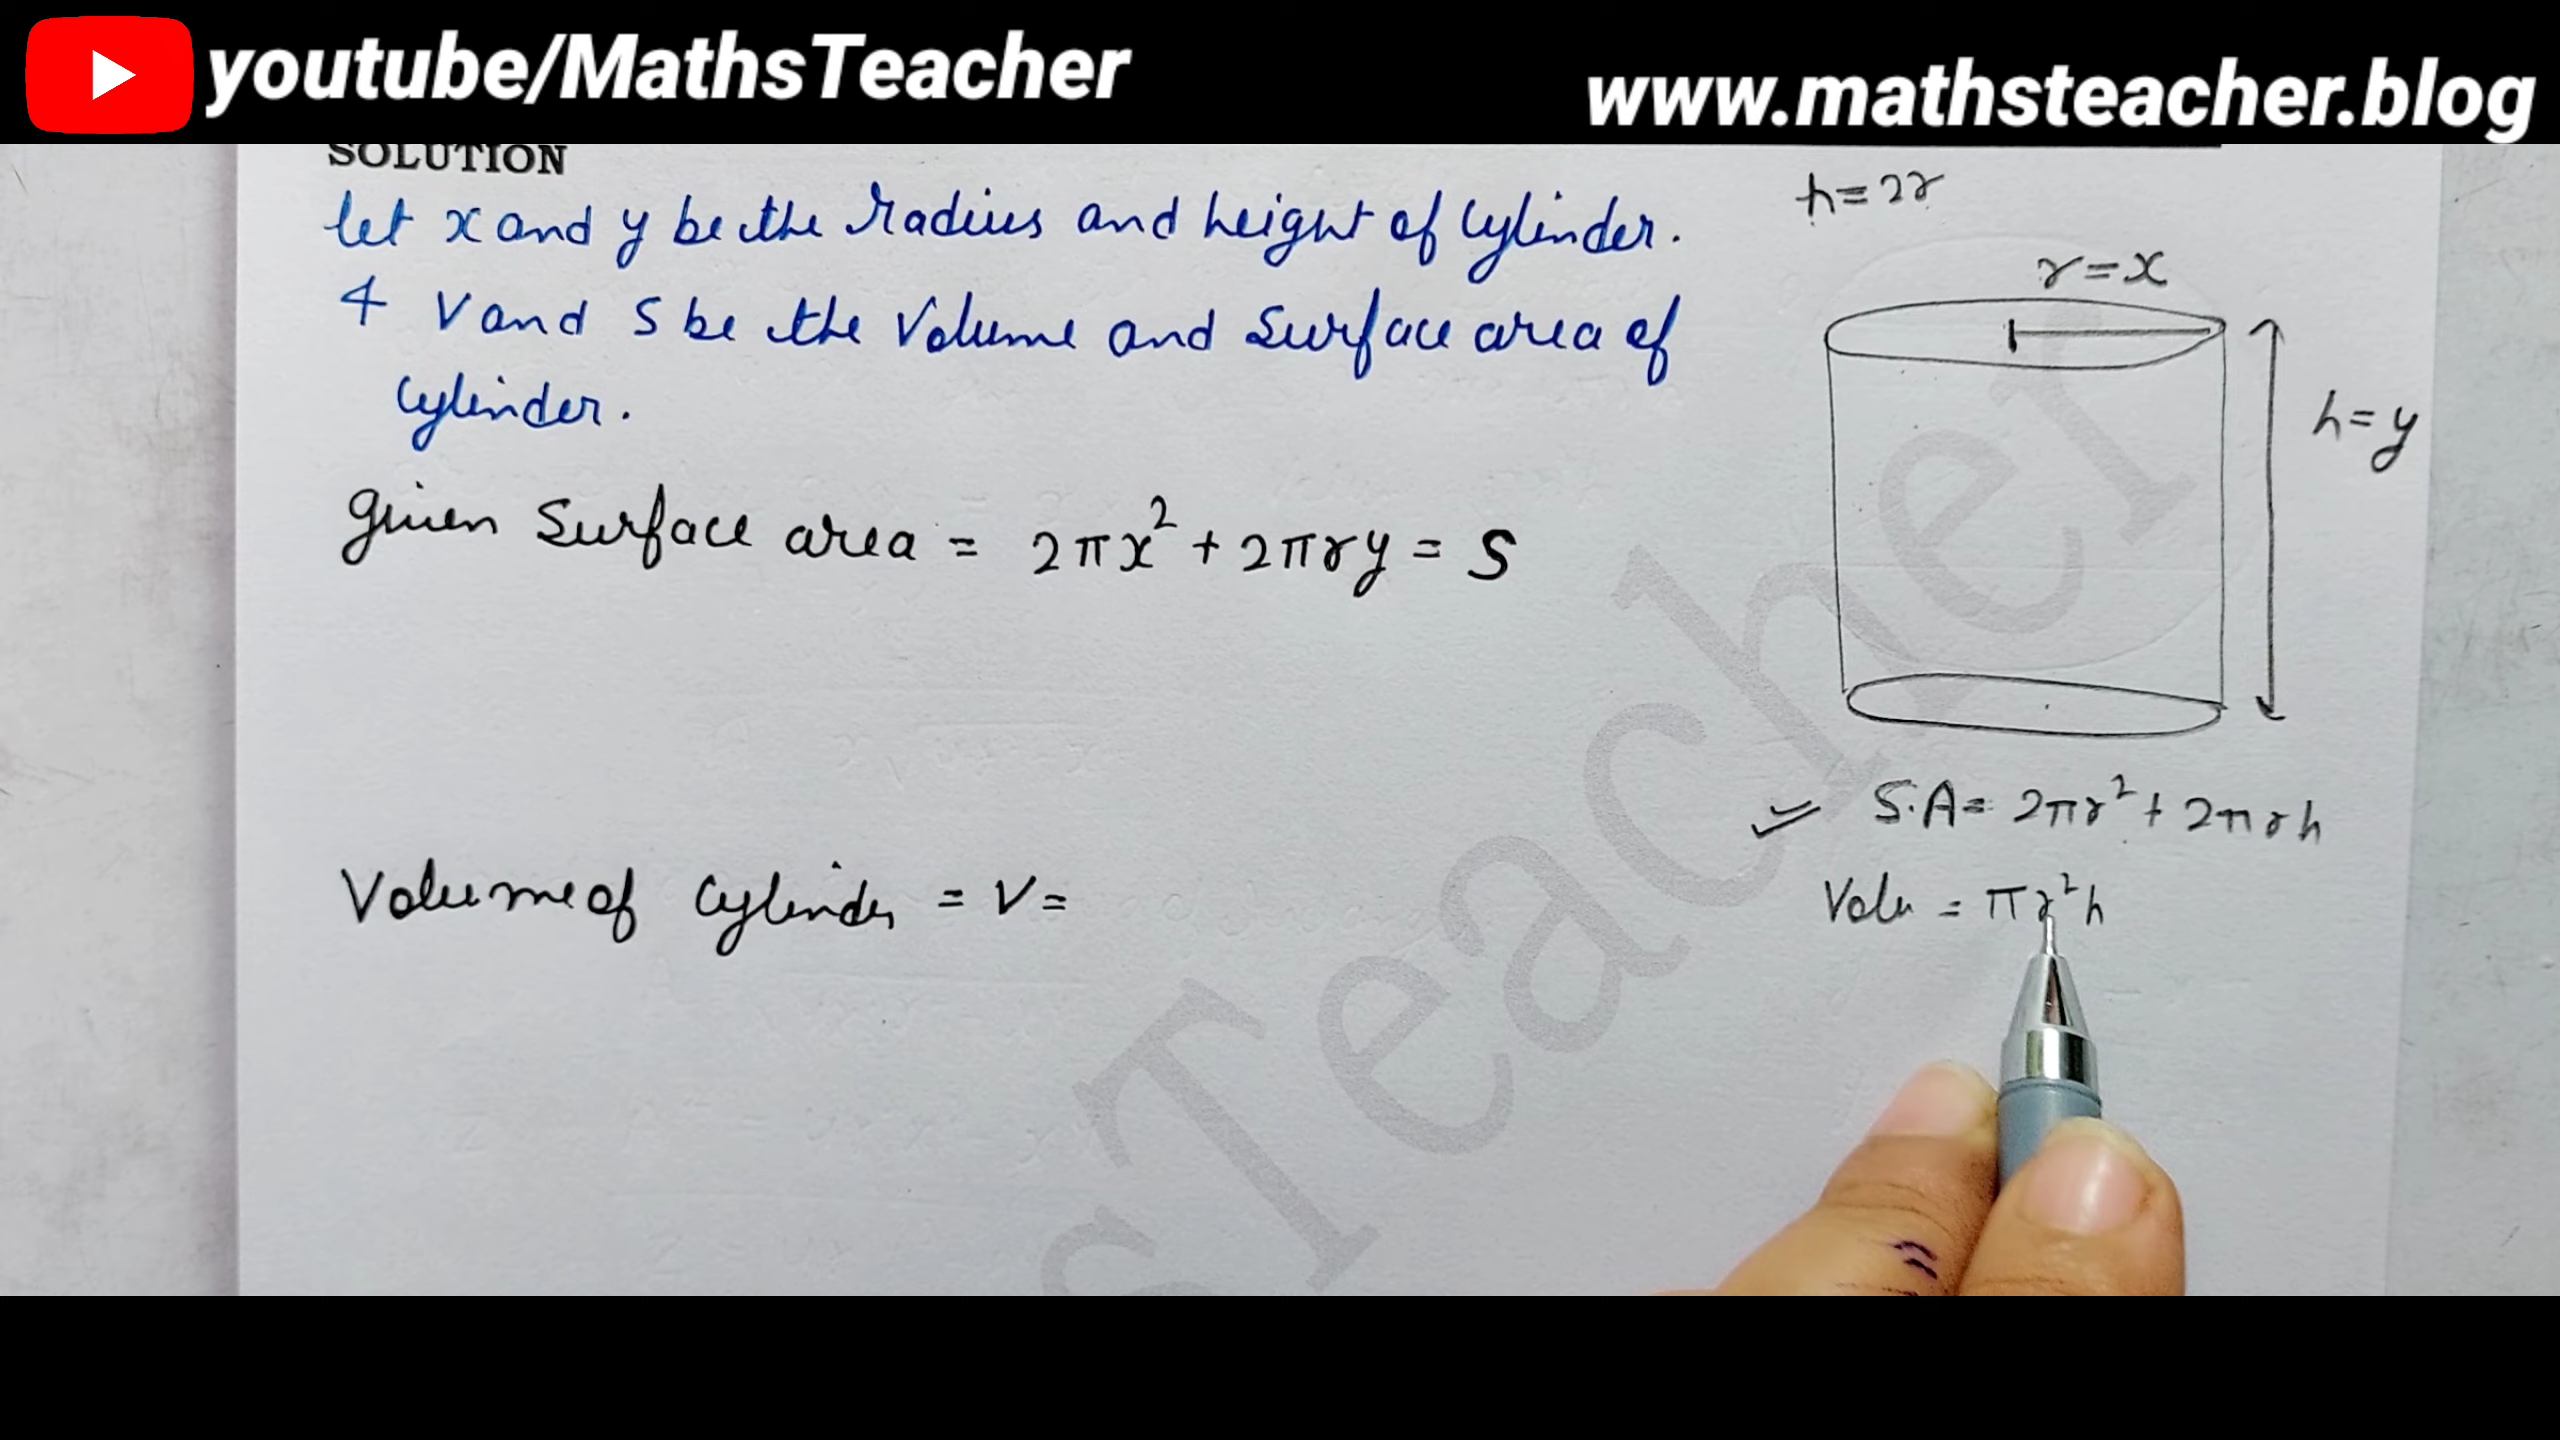 youtube/MathsTeacher
www.mathsteacher.blog
SOLUTION
let x and y be the radius and height of cylinder.
& V and S be the Volume and Surface area of
cylinder.
given Surface area = 2πx² + 2πry = S
Volume of cylinder = V =
h=2r
r=x
h=y
S.A = 2πr² + 2πrh
Volu = πr²h
sTeacher